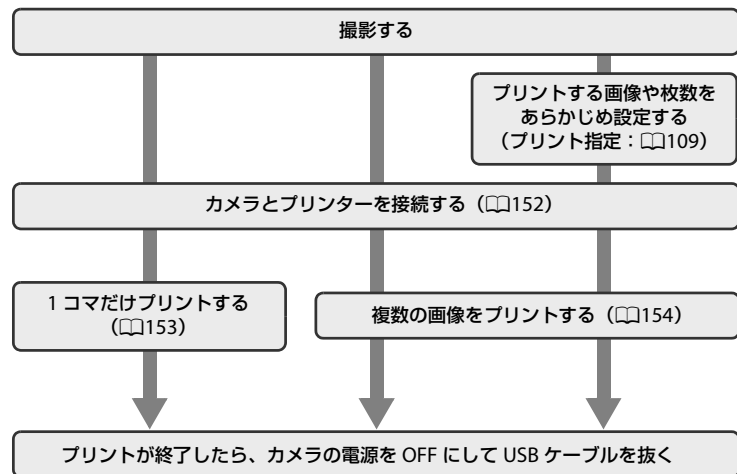 撮影する
プリントする画像や枚数を
あらかじめ設定する
(プリント指定:📖109)
カメラとプリンターを接続する(📖152)
1 コマだけプリントする
(📖153)
複数の画像をプリントする(📖154)
プリントが終了したら、カメラの電源を OFF にして USB ケーブルを抜く